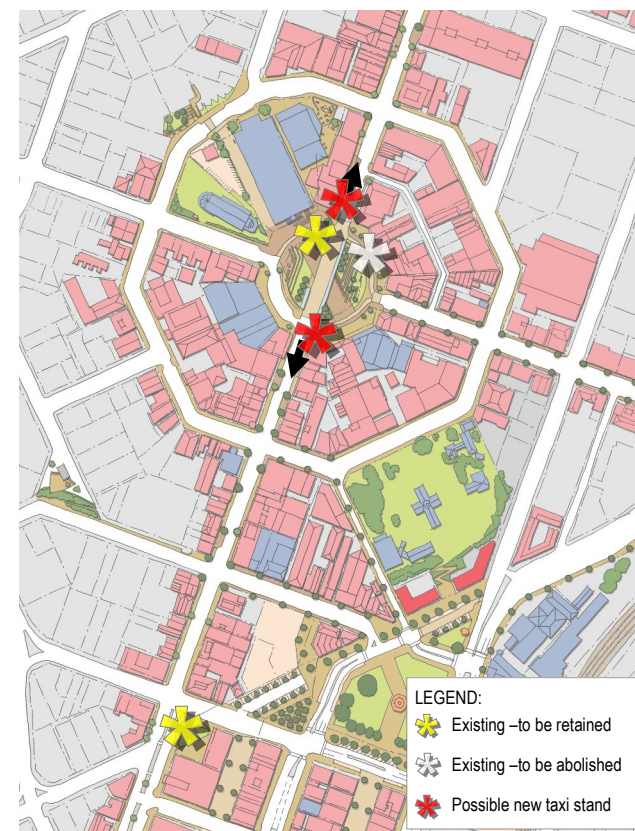 LEGEND:
Existing –to be retained
Existing –to be abolished
Possible new taxi stand